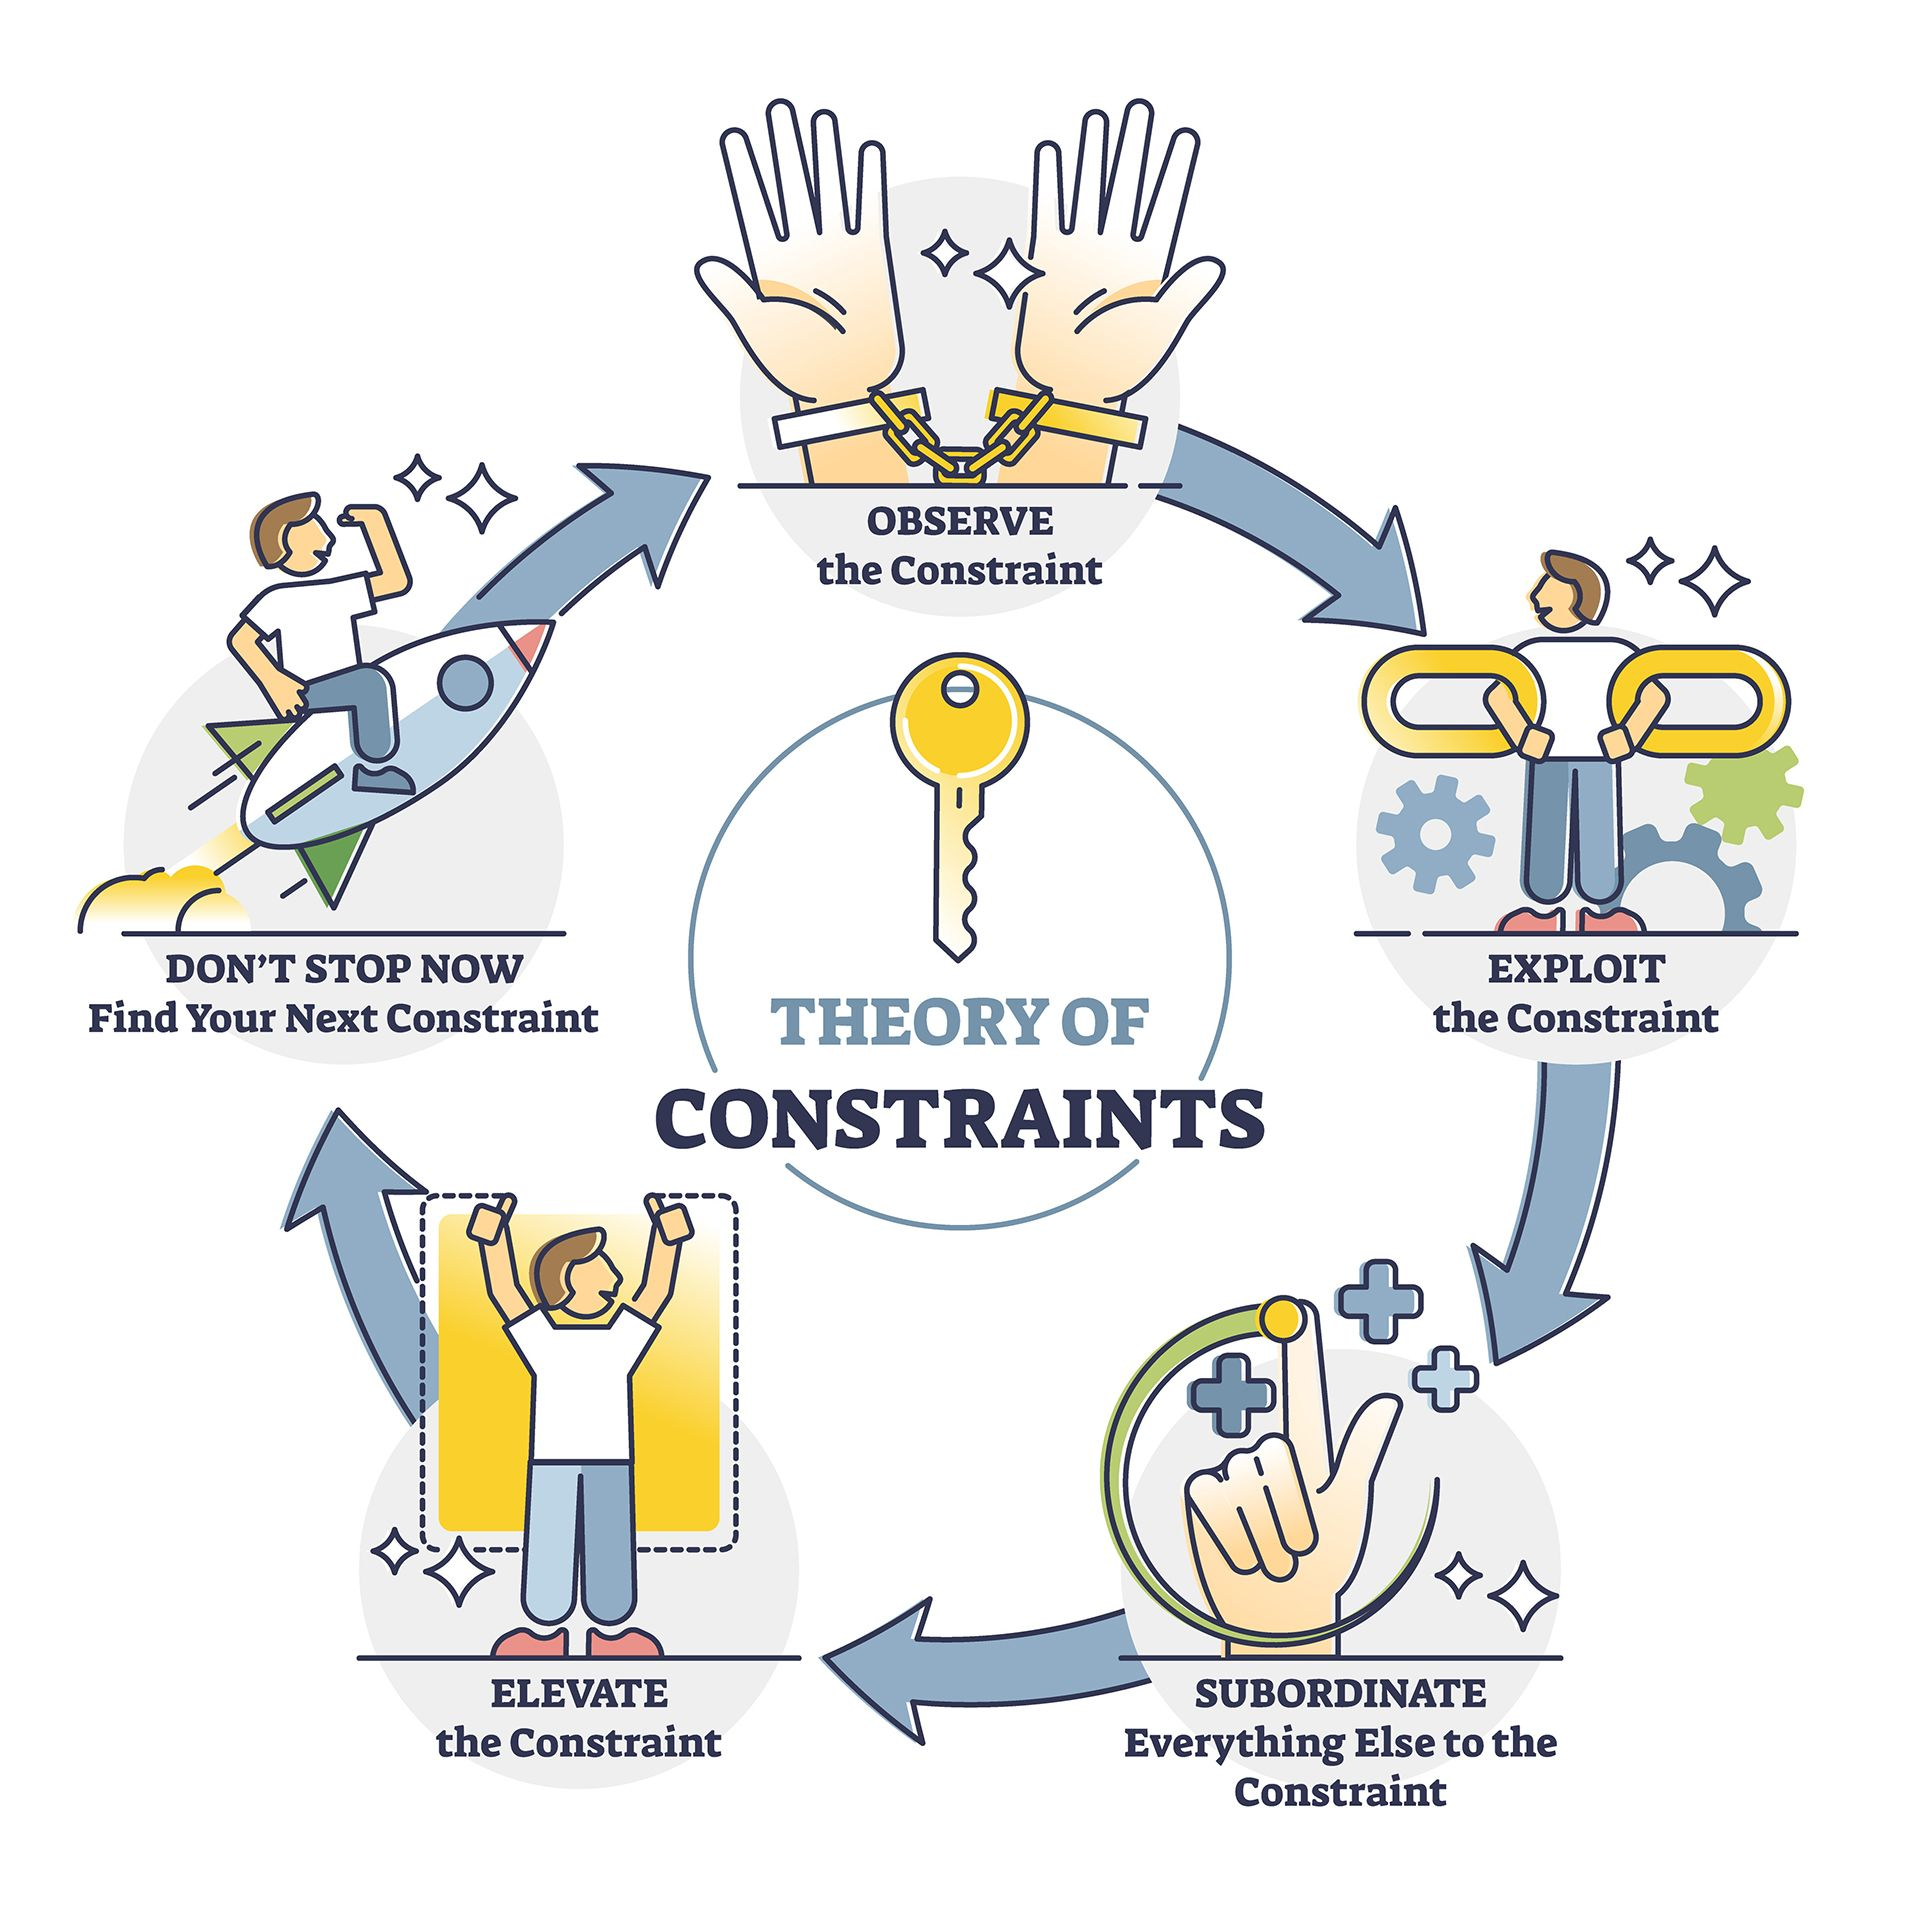 OBSERVE
the Constraint
EXPLOIT
the Constraint
SUBORDINATE
Everything Else to the
Constraint
ELEVATE
the Constraint
DON’T STOP NOW
Find Your Next Constraint
THEORY OF
CONSTRAINTS